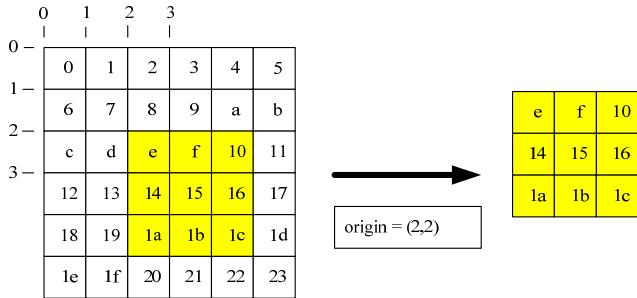 0 1 2 3
0
1
2
3
0 1 2 3 4 5
6 7 8 9 a b
c d e f 10 11
12 13 14 15 16 17
18 19 1a 1b 1c 1d
1e 1f 20 21 22 23
origin = (2,2)
e f 10
14 15 16
1a 1b 1c